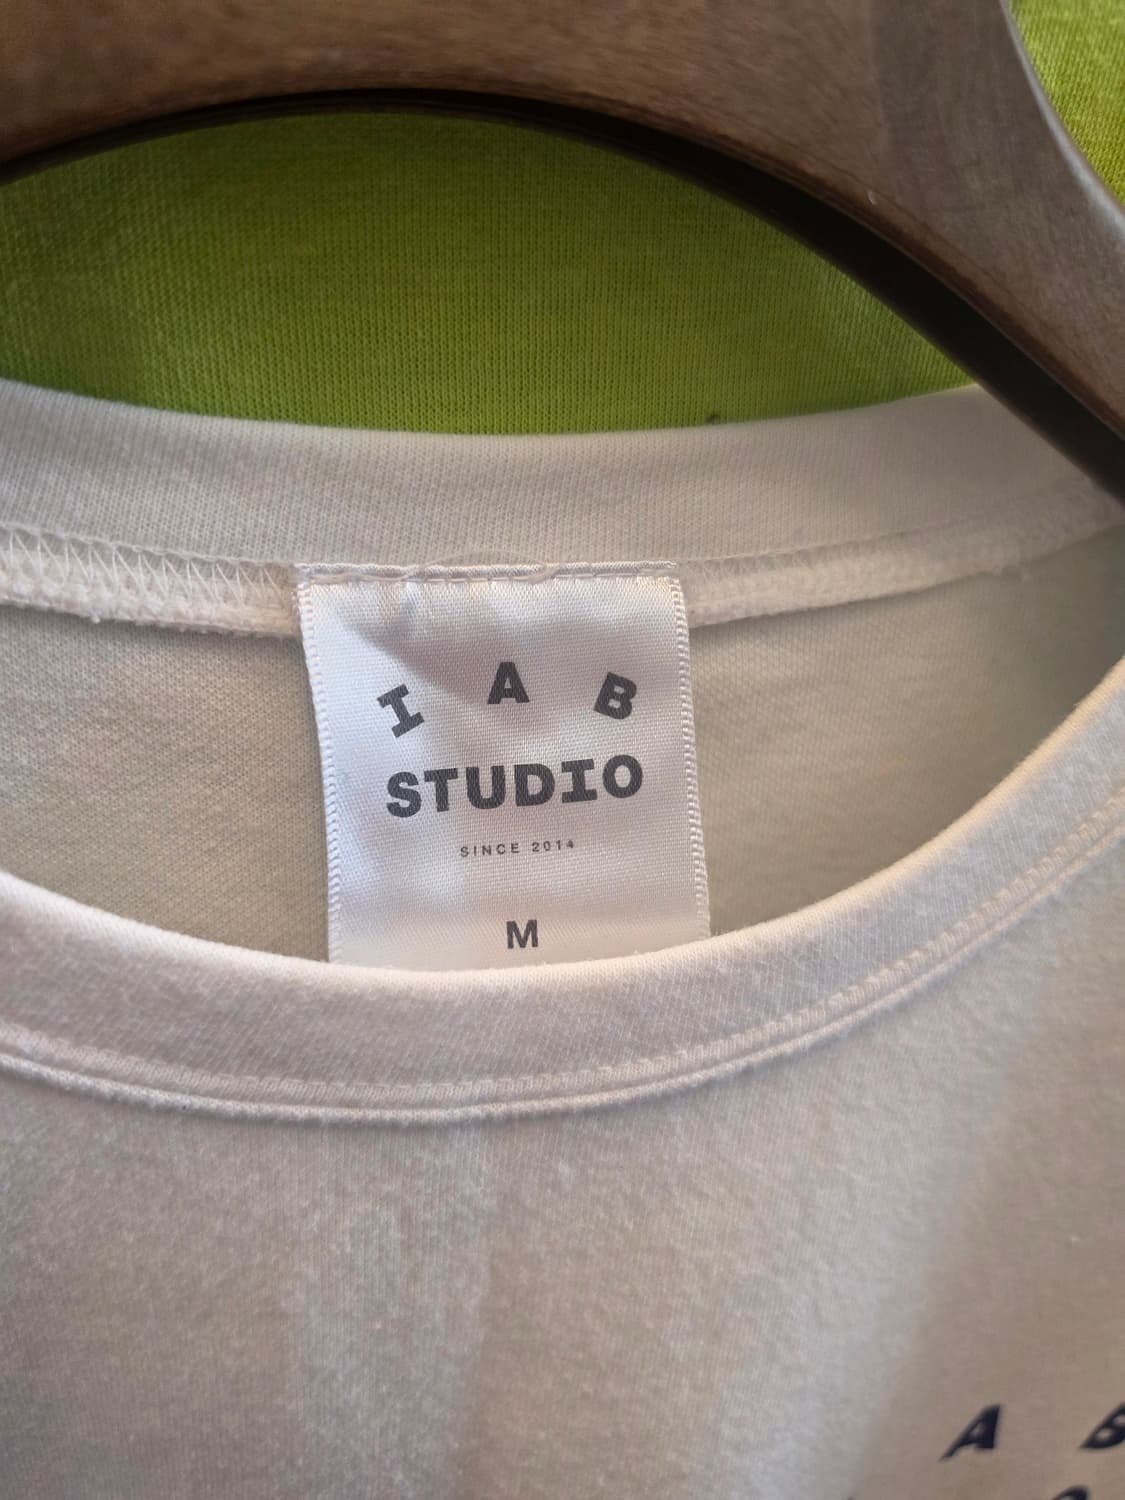 I A B
STUDIO
SINCE 2014
M
A B